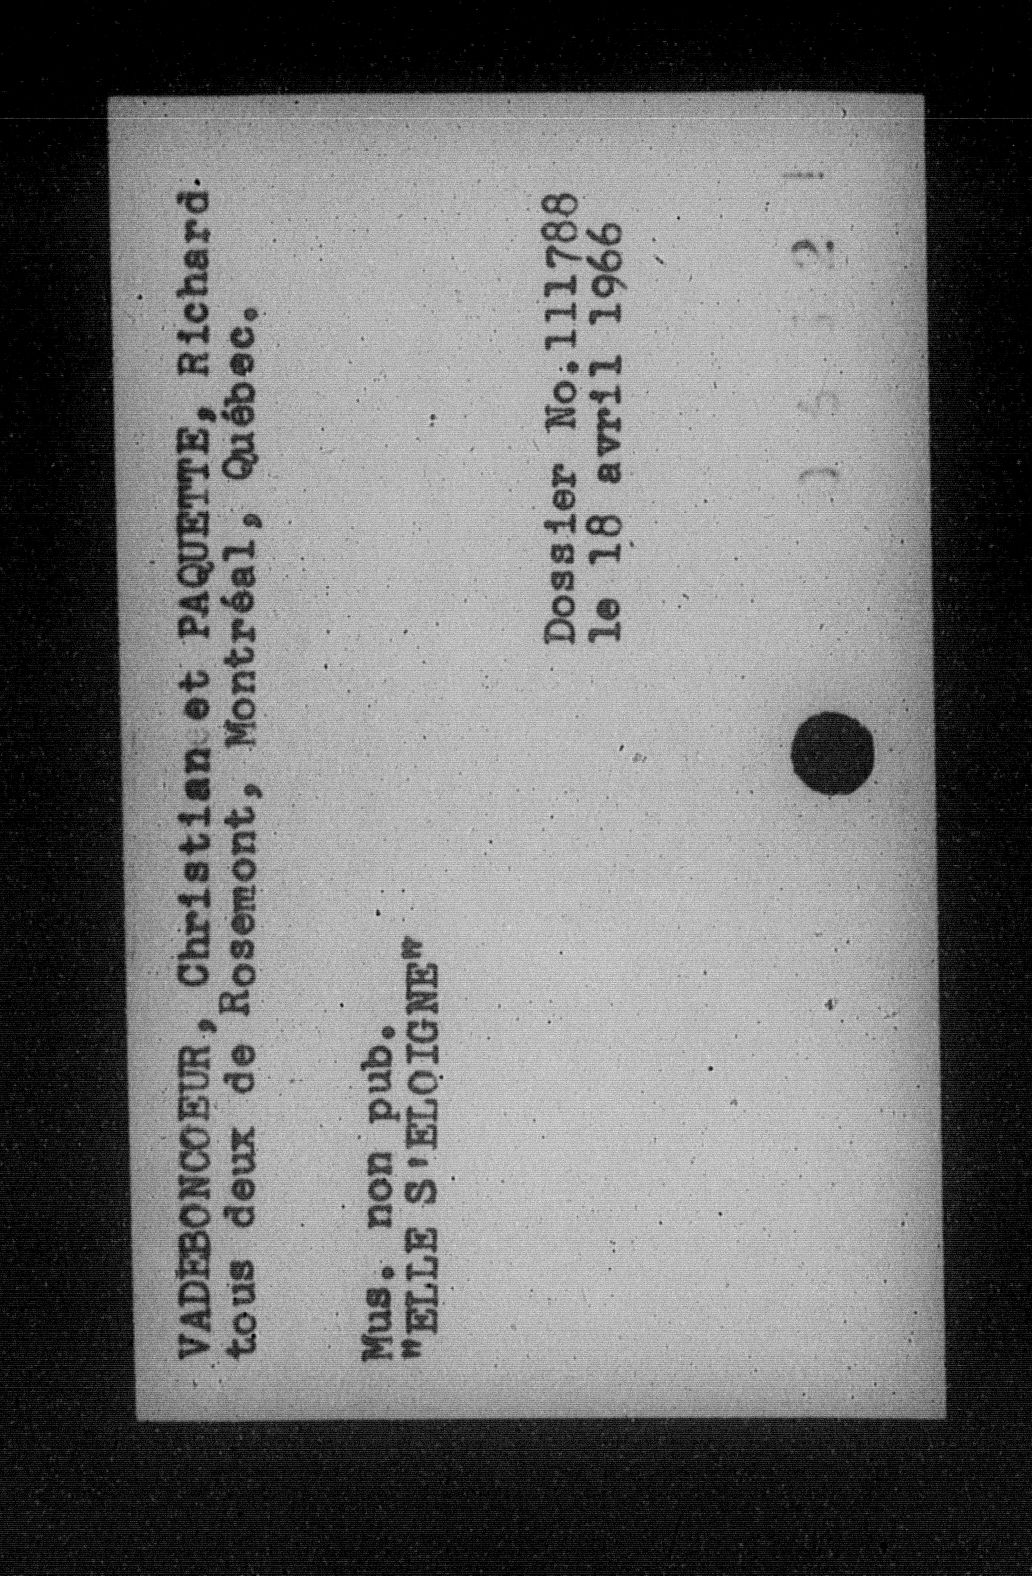 VADEBONCOEUR, Christian et PAQUETTE, Richard.
tous deux de Rosemont, Montréal, Québec.
Mus. non pub.
"ELLE S'ELOIGNE"
Dossier No.111788
le 18 avril 1966